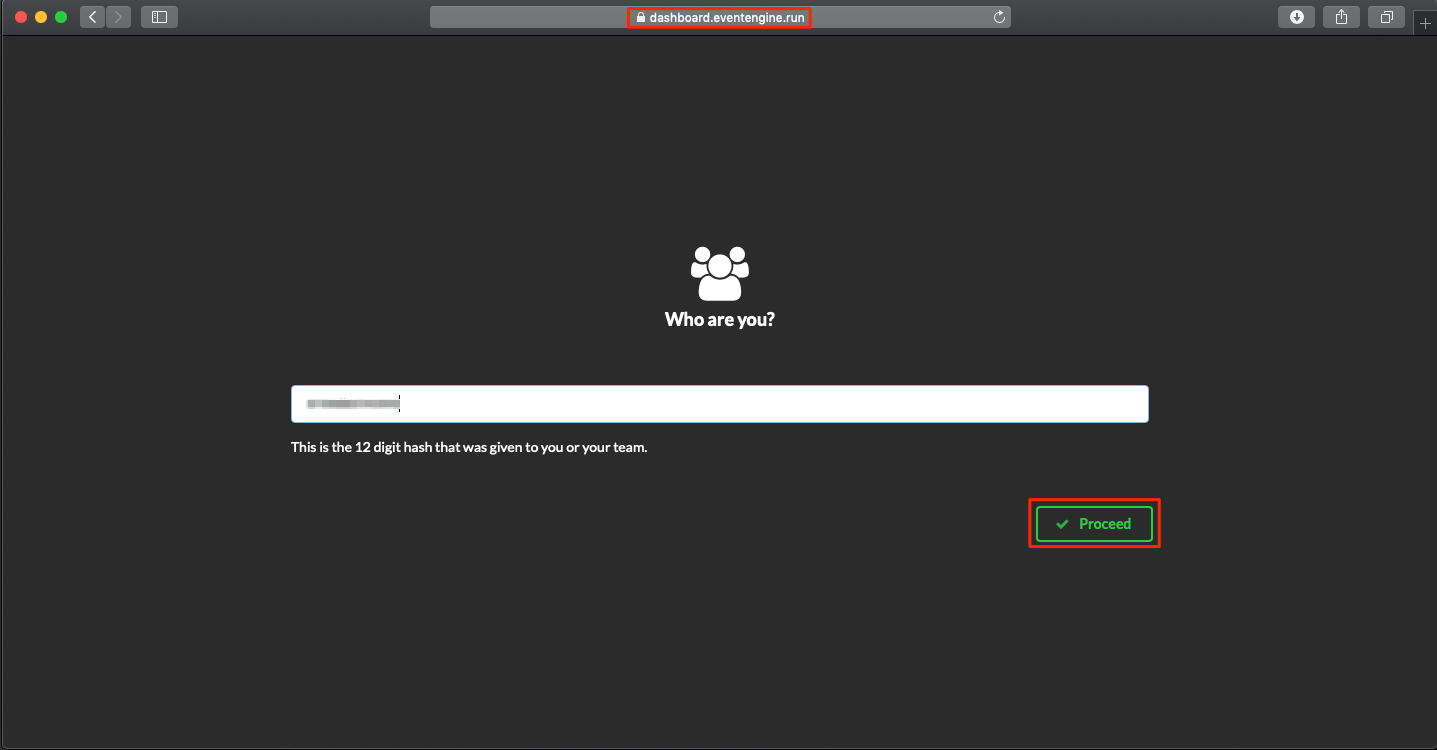 dashboard.eventengine.run
Who are you?
This is the 12 digit hash that was given to you or your team.
Proceed